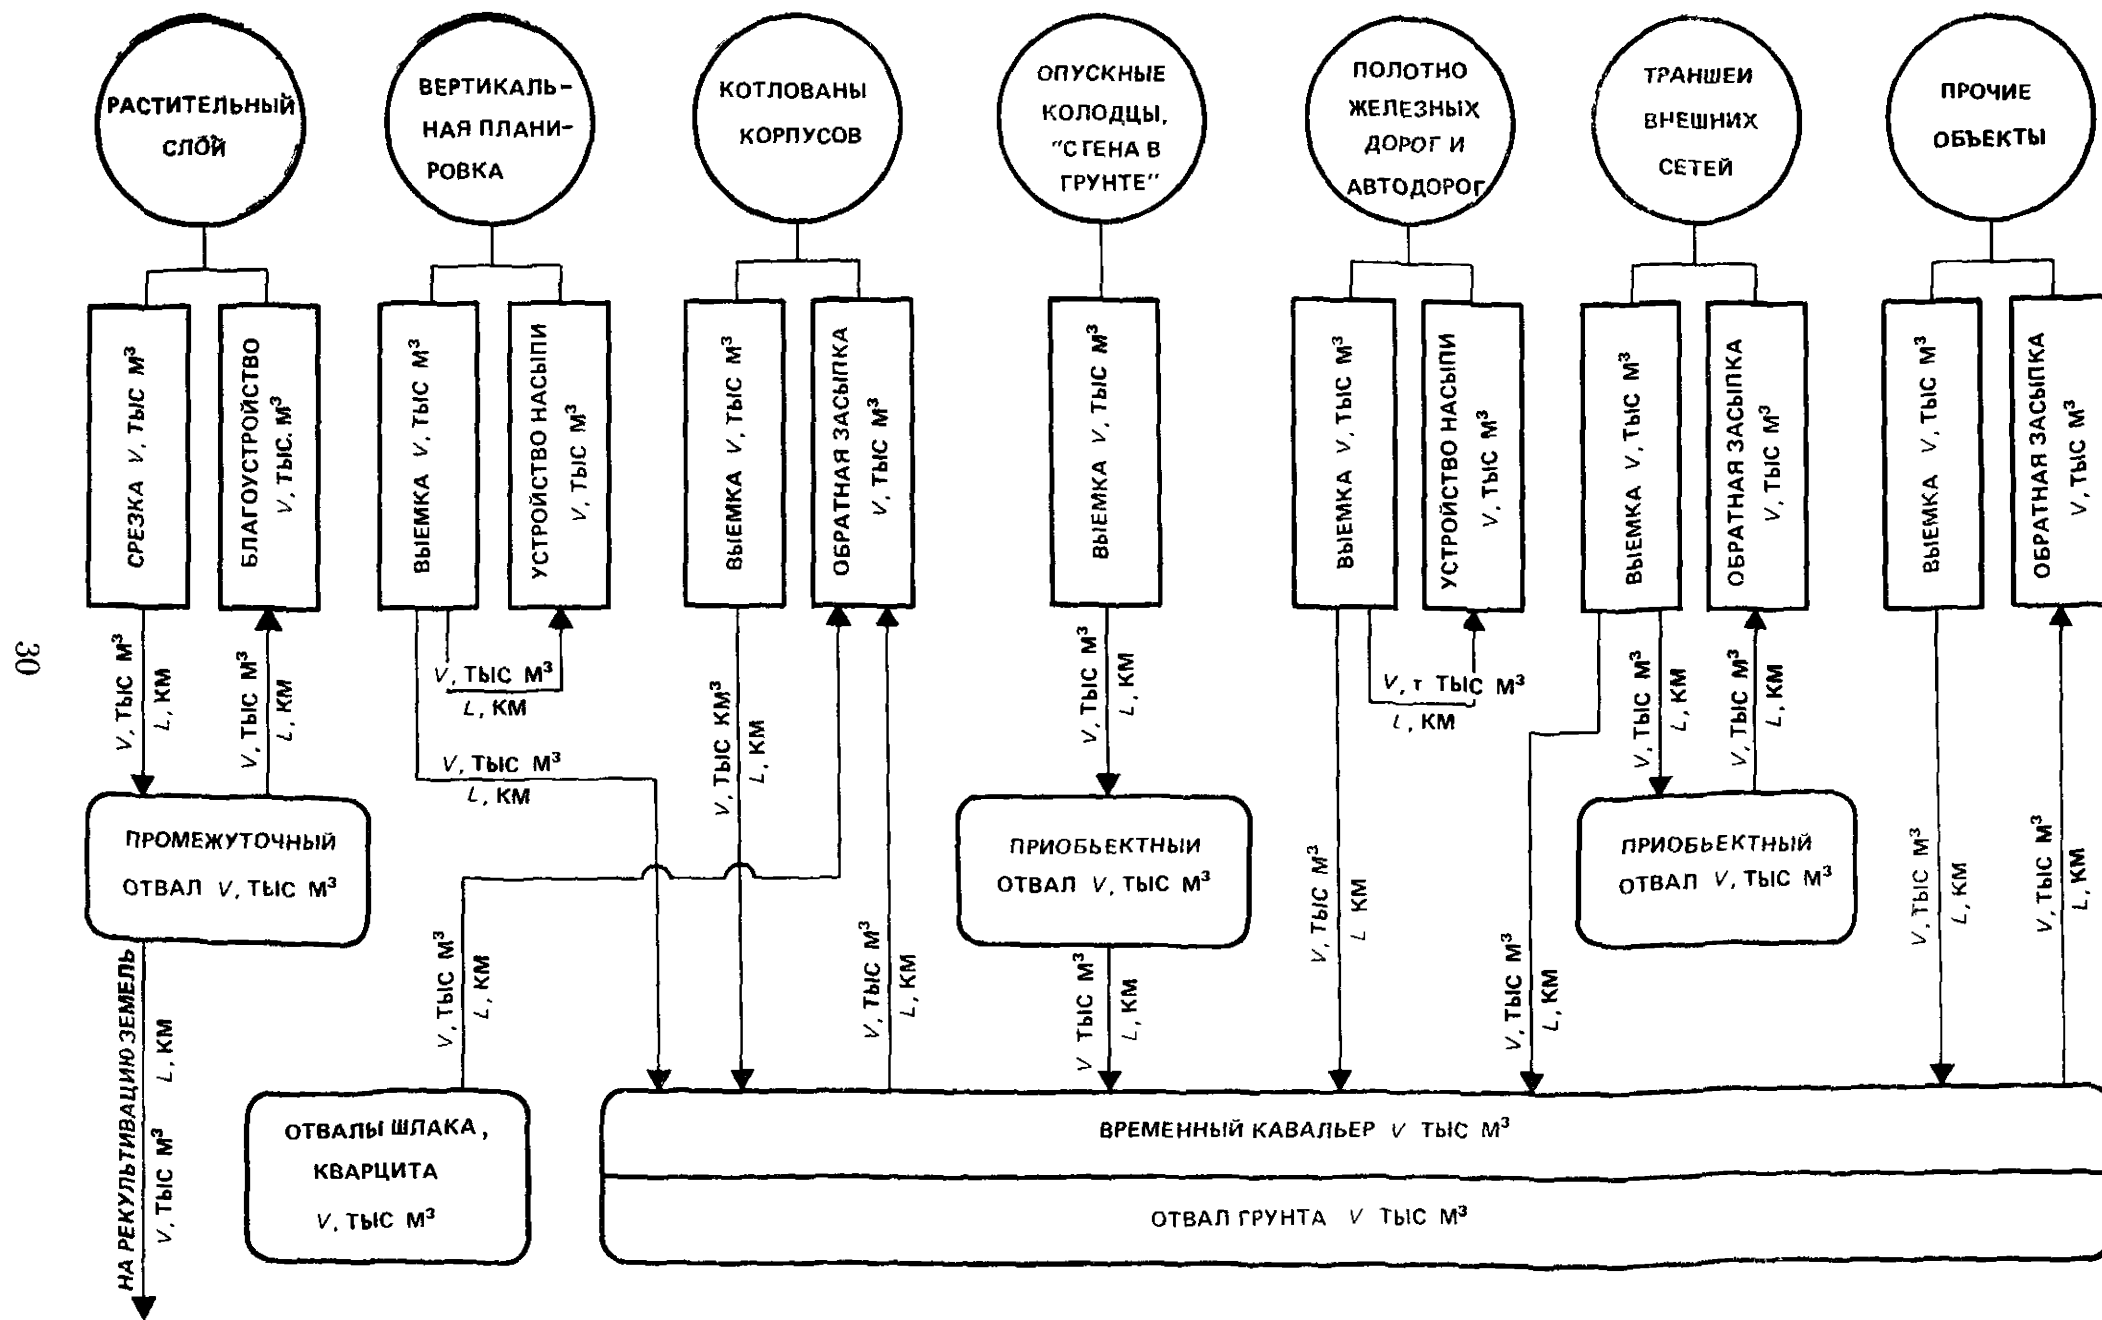 РАСТИТЕЛЬНЫЙ
СЛОЙ
ВЕРТИКАЛЬ–
НАЯ ПЛАНИ–
РОВКА
КОТЛОВАНЫ
КОРПУСОВ
ОПУСКНЫЕ
КОЛОДЦЫ,
"СТЕНА В
ГРУНТЕ"
ПОЛОТНО
ЖЕЛЕЗНЫХ
ДОРОГ И
АВТОДОРОГ
ТРАНШЕИ
ВНЕШНИХ
СЕТЕЙ
ПРОЧИЕ
ОБЪЕКТЫ
СРЕЗКА V, ТЫС М³
БЛАГОУСТРОЙСТВО
V, ТЫС. М³
ВЫЕМКА V, ТЫС М³
УСТРОЙСТВО НАСЫПИ
V, ТЫС М³
ВЫЕМКА V, ТЫС М³
ОБРАТНАЯ ЗАСЫПКА
V, ТЫС М³
ВЫЕМКА V, ТЫС М³
ВЫЕМКА V, ТЫС М³
УСТРОЙСТВО НАСЫПИ
V, ТЫС М³
ВЫЕМКА V, ТЫС М³
ОБРАТНАЯ ЗАСЫПКА
V, ТЫС М³
ВЫЕМКА V, ТЫС М³
ОБРАТНАЯ ЗАСЫПКА
V, ТЫС М³
30
V, ТЫС М³
L, КМ
V, ТЫС М³
L, КМ
V, ТЫС М³
L, КМ
V, ТЫС М³
L, КМ
V, ТЫС КМ³
L, КМ
V, ТЫС М³
L, КМ
V, т ТЫС М³
L, КМ
V, ТЫС М³
L, КМ
V, ТЫС М³
L, КМ
ПРОМЕЖУТОЧНЫЙ
ОТВАЛ V, ТЫС М³
ПРИОБЬЕКТНЫЙ
ОТВАЛ V, ТЫС М³
ПРИОБЬЕКТНЫЙ
ОТВАЛ V, ТЫС М³
V, ТЫС М³
L КМ
V, ТЫС М³
L, КМ
V, ТЫС М³
L, КМ
НА РЕКУЛЬТИВАЦИЮ ЗЕМЕЛЬ
V, ТЫС М³ L, КМ
V, ТЫС М³
L, КМ
V, ТЫС М³
L, КМ
V ТЫС М³
L, КМ
V, ТЫС М³
L, КМ
ОТВАЛЫ ШЛАКА,
КВАРЦИТА
V, ТЫС М³
ВРЕМЕННЫЙ КАВАЛЬЕР V ТЫС М³
ОТВАЛ ГРУНТА V ТЫС М³